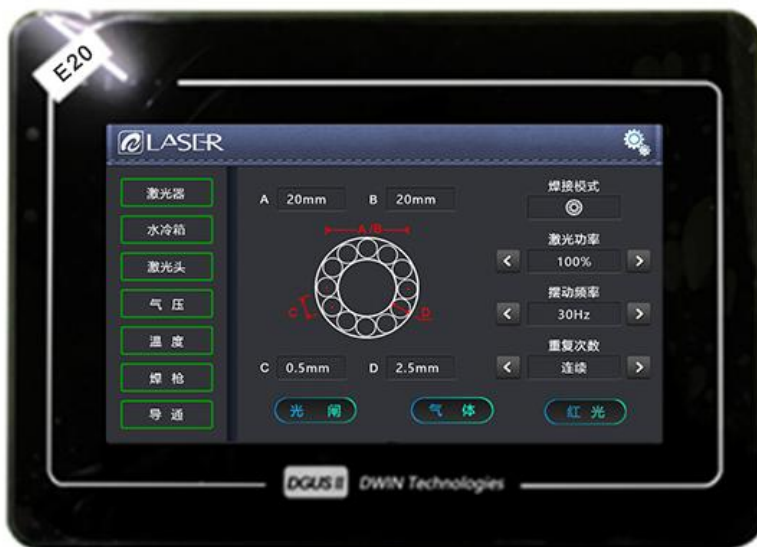 E20
LASER
激光器
水冷箱
激光头
气 压
温 度
焊 枪
导 通
A 20mm B 20mm
A/B
C
D
C 0.5mm D 2.5mm
焊接模式
激光功率
< 100% >
摆动频率
< 30Hz >
重复次数
< 连续 >
光 闸
气 体
红 光
DGUS II DWIN Technologies